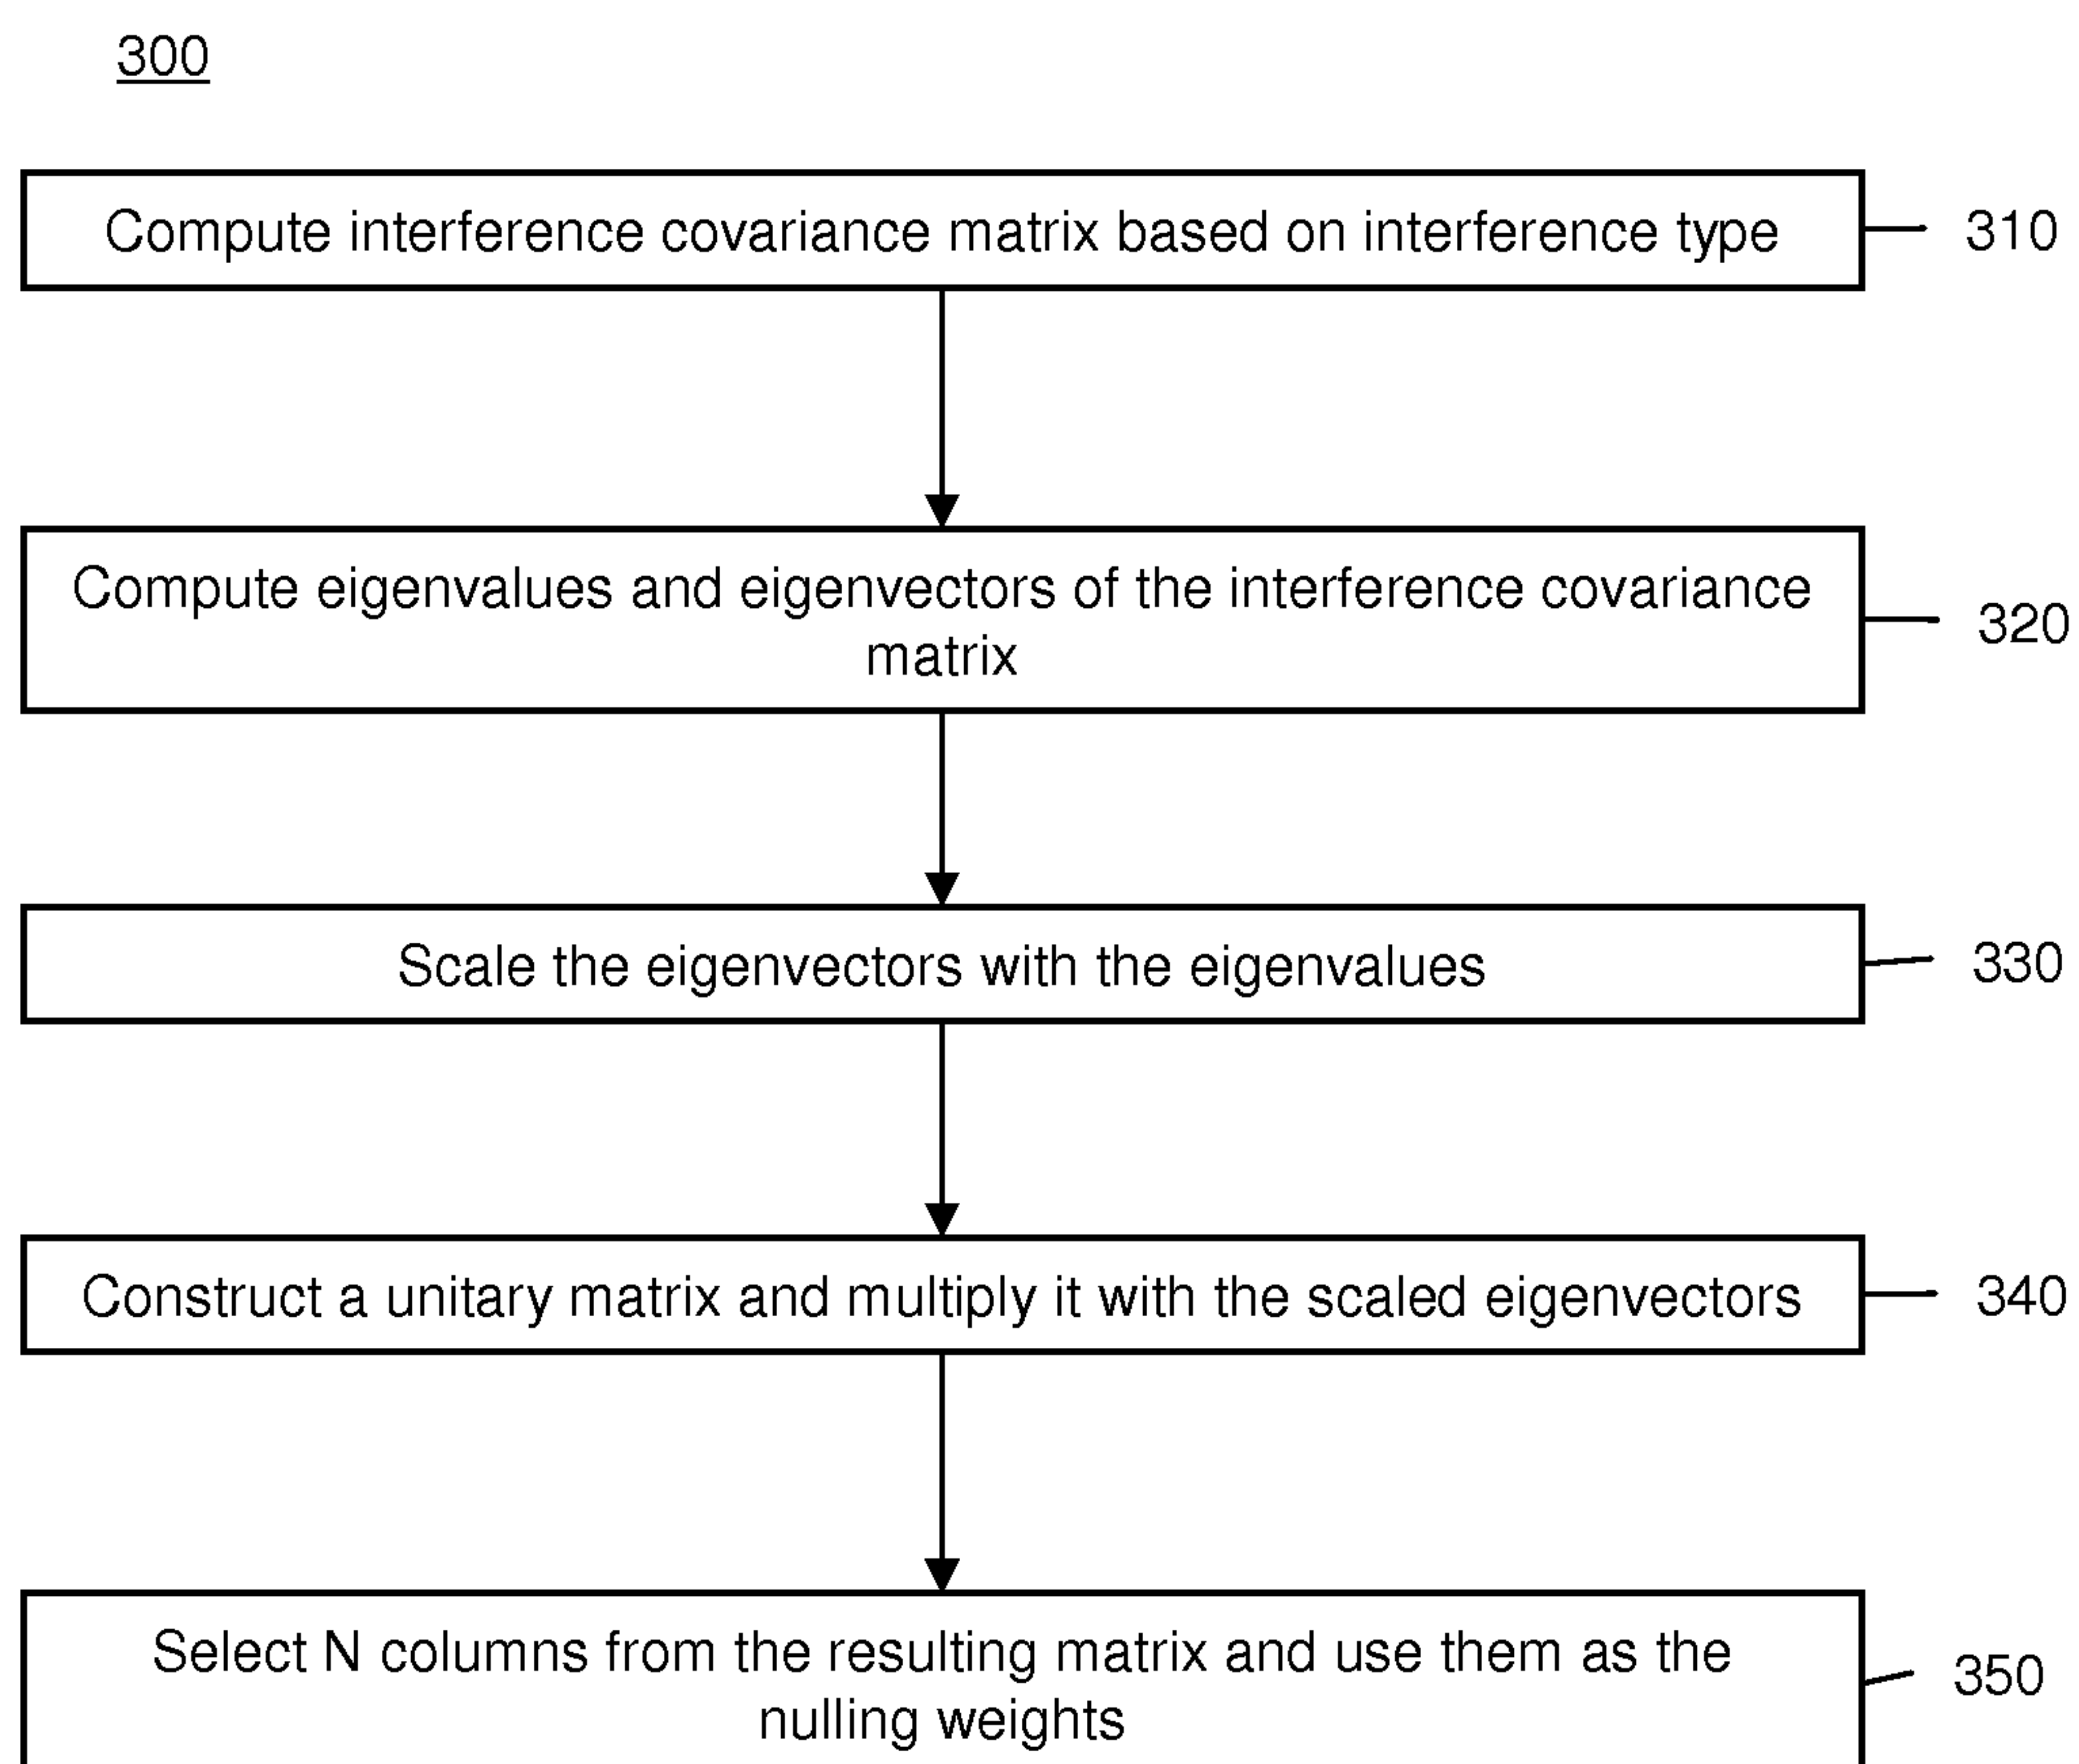 300
Compute interference covariance matrix based on interference type
310
Compute eigenvalues and eigenvectors of the interference covariance
matrix
320
Scale the eigenvectors with the eigenvalues
330
Construct a unitary matrix and multiply it with the scaled eigenvectors
340
Select N columns from the resulting matrix and use them as the
nulling weights
350